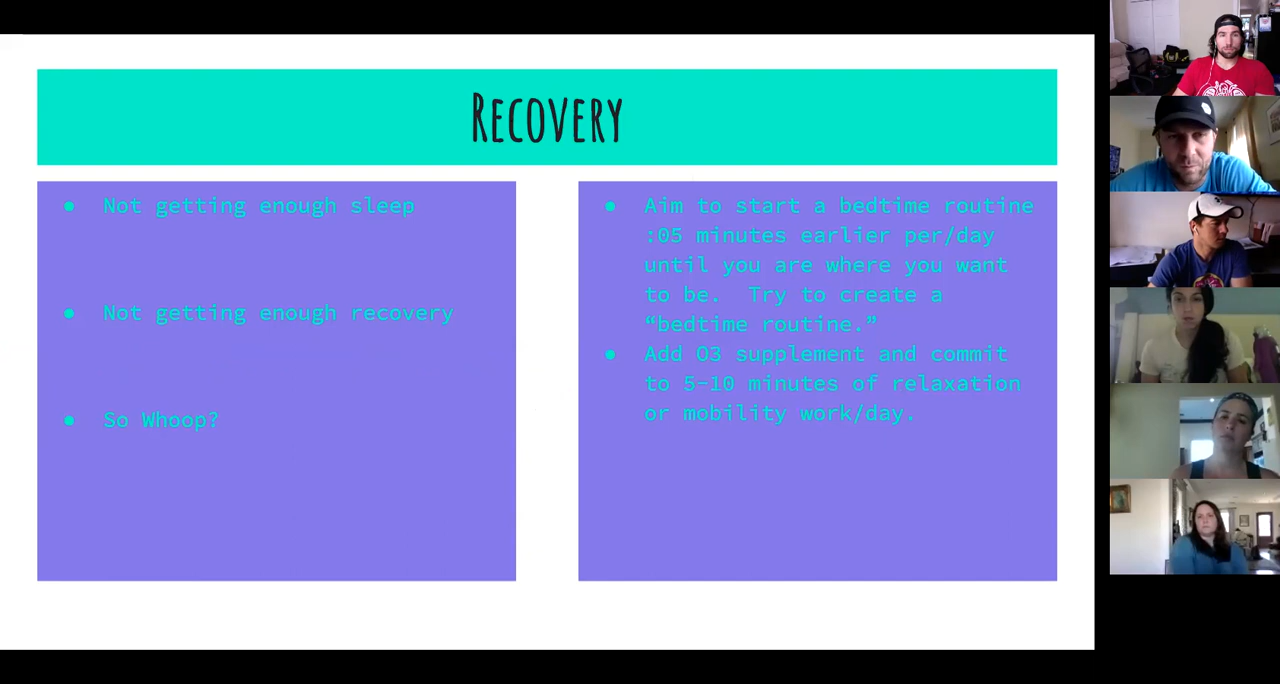 Recovery
Not getting enough sleep
Not getting enough recovery
So Whoop?
Aim to start a bedtime routine
:05 minutes earlier per/day
until you are where you want
to be.  Try to create a
“bedtime routine.”
Add O3 supplement and commit
to 5-10 minutes of relaxation
or mobility work/day.